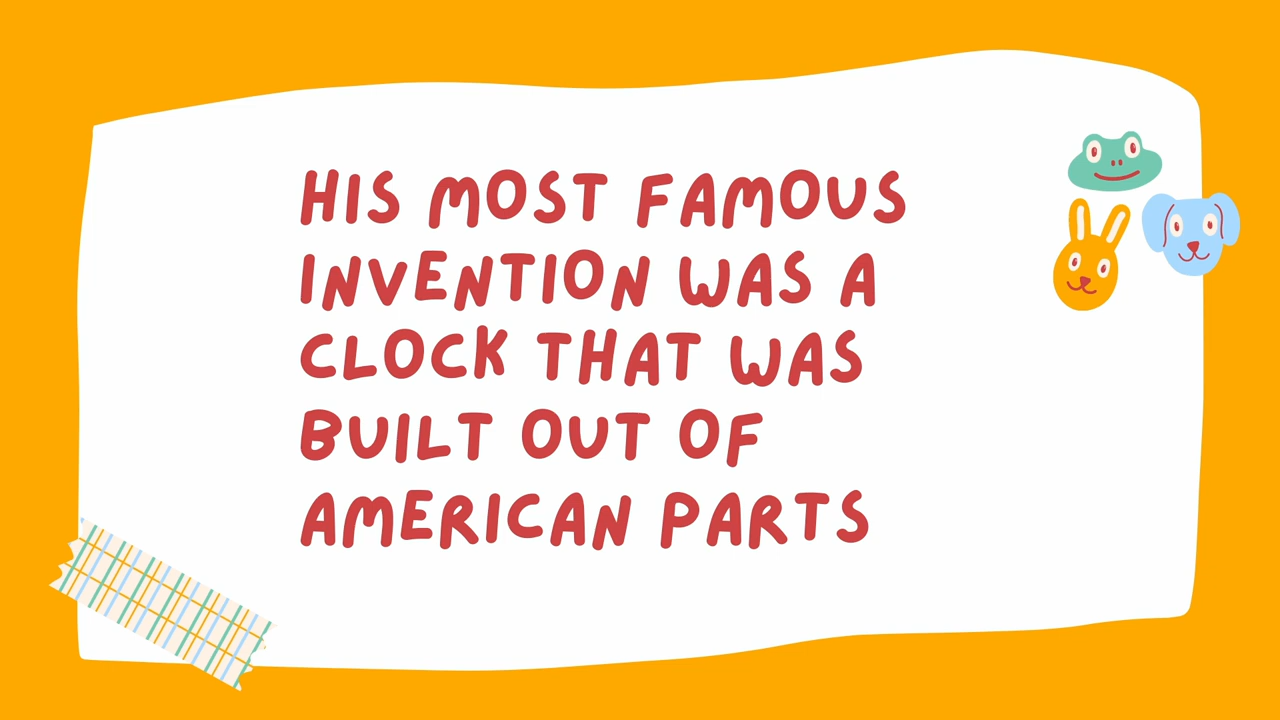 HIS MOST FAMOUS
INVENTION WAS A
CLOCK THAT WAS
BUILT OUT OF
AMERICAN PARTS